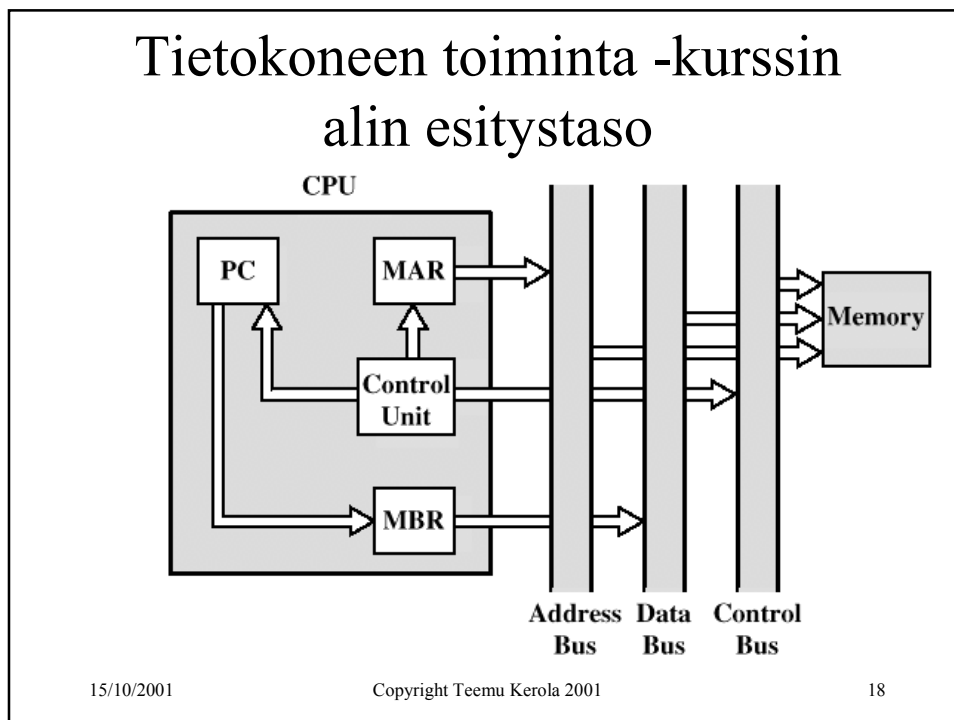 Tietokoneen toiminta -kurssin
alin esitystaso
CPU
PC
MAR
Memory
Control
Unit
MBR
Address Data Control
Bus Bus Bus
15/10/2001 Copyright Teemu Kerola 2001 18